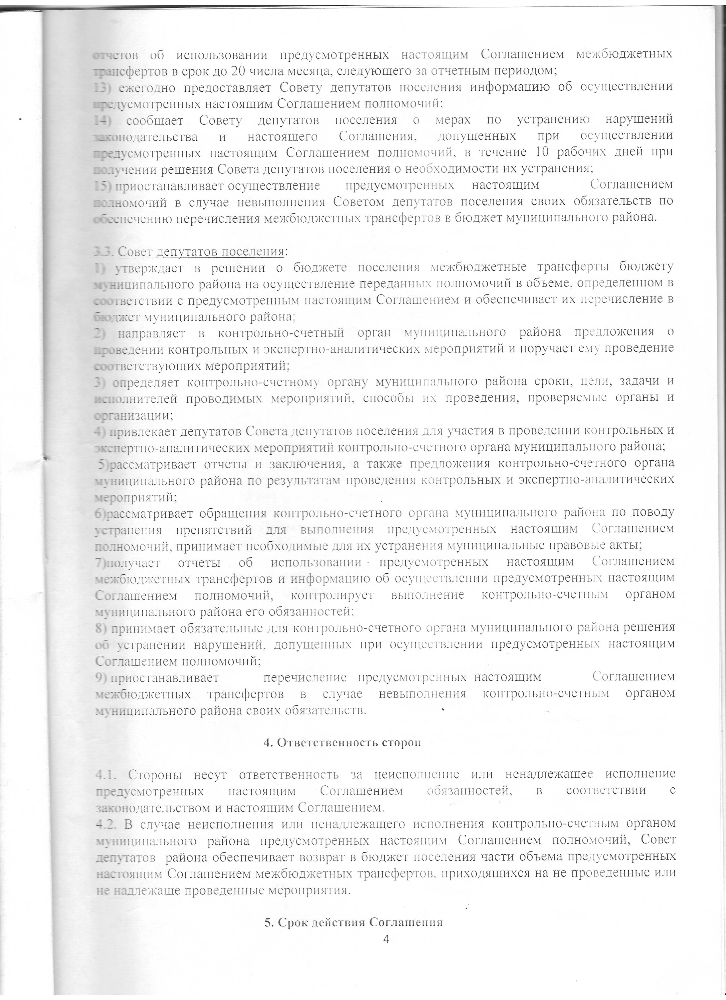 отчетов об использовании предусмотренных настоящим Соглашением межбюджетных
трансфертов в срок до 20 числа месяца, следующего за отчетным периодом;
13) ежегодно предоставляет Совету депутатов поселения информацию об осуществлении
предусмотренных настоящим Соглашением полномочий;
14) сообщает Совету депутатов поселения о мерах по устранению нарушений
законодательства и настоящего Соглашения, допущенных при осуществлении
предусмотренных настоящим Соглашением полномочий, в течение 10 рабочих дней при
получении решения Совета депутатов поселения о необходимости их устранения;
15) приостанавливает осуществление предусмотренных настоящим Соглашением
полномочий в случае невыполнения Советом депутатов поселения своих обязательств по
обеспечению перечисления межбюджетных трансфертов в бюджет муниципального района.
3.3. Совет депутатов поселения:
1) утверждает в решении о бюджете поселения межбюджетные трансферты бюджету
муниципального района на осуществление переданных полномочий в объеме, определенном в
соответствии с предусмотренным настоящим Соглашением и обеспечивает их перечисление в
бюджет муниципального района;
2) направляет в контрольно-счетный орган муниципального района предложения о
проведении контрольных и экспертно-аналитических мероприятий и поручает ему проведение
соответствующих мероприятий;
3) определяет контрольно-счетному органу муниципального района сроки, цели, задачи и
исполнителей проводимых мероприятий, способы их проведения, проверяемые органы и
организации;
4) привлекает депутатов Совета депутатов поселения для участия в проведении контрольных и
экспертно-аналитических мероприятий контрольно-счетного органа муниципального района;
5)рассматривает отчеты и заключения, а также предложения контрольно-счетного органа
муниципального района по результатам проведения контрольных и экспертно-аналитических
мероприятий;
6)рассматривает обращения контрольно-счетного органа муниципального района по поводу
устранения препятствий для выполнения предусмотренных настоящим Соглашением
полномочий, принимает необходимые для их устранения муниципальные правовые акты;
7)получает отчеты об использовании предусмотренных настоящим Соглашением
межбюджетных трансфертов и информацию об осуществлении предусмотренных настоящим
Соглашением полномочий, контролирует выполнение контрольно-счетным органом
муниципального района его обязанностей:
8) принимает обязательные для контрольно-счетного органа муниципального района решения
об устранении нарушений, допущенных при осуществлении предусмотренных настоящим
Соглашением полномочий;
9) приостанавливает перечисление предусмотренных настоящим Соглашением
межбюджетных трансфертов в случае невыполнения контрольно-счетным органом
муниципального района своих обязательств.
4. Ответственность сторон
4.1. Стороны несут ответственность за неисполнение или ненадлежащее исполнение
предусмотренных настоящим Соглашением обязанностей, в соответствии с
законодательством и настоящим Соглашением.
4.2. В случае неисполнения или ненадлежащего исполнения контрольно-счетным органом
муниципального района предусмотренных настоящим Соглашением полномочий, Совет
депутатов района обеспечивает возврат в бюджет поселения части объема предусмотренных
настоящим Соглашением межбюджетных трансфертов, приходящихся на не проведенные или
не надлежаще проведенные мероприятия.
5. Срок действия Соглашения
4